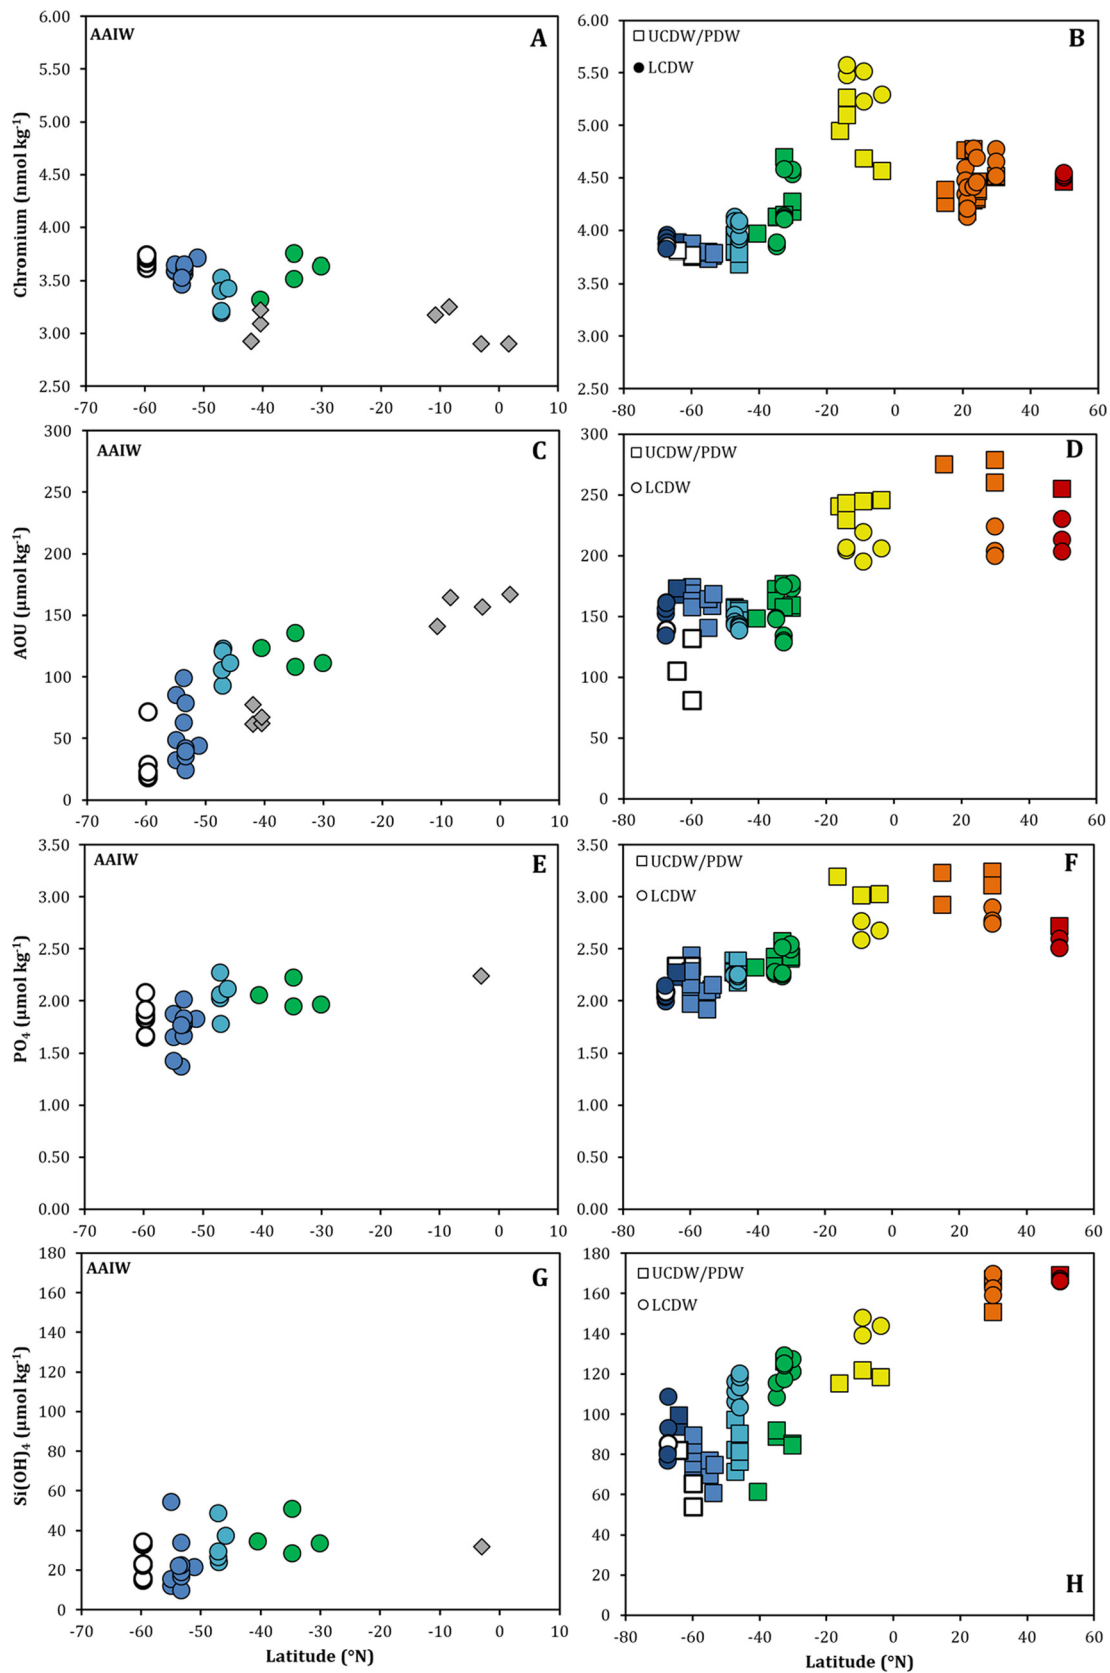 AAIW
A
Chromium (nmol kg-1)
6.00
5.50
5.00
4.50
4.00
3.50
3.00
2.50
-70 -60 -50 -40 -30 -20 -10 0 10
□ UCDW/PDW
● LCDW
B
6.00
5.50
5.00
4.50
4.00
3.50
3.00
2.50
-80 -60 -40 -20 0 20 40 60
AAIW
C
AOU (µmol kg-1)
300
250
200
150
100
50
0
-70 -60 -50 -40 -30 -20 -10 0 10
□ UCDW/PDW
○ LCDW
D
300
250
200
150
100
50
0
-80 -60 -40 -20 0 20 40 60
AAIW
E
PO4 (µmol kg-1)
3.50
3.00
2.50
2.00
1.50
1.00
0.50
0.00
-70 -60 -50 -40 -30 -20 -10 0 10
□ UCDW/PDW
○ LCDW
F
3.50
3.00
2.50
2.00
1.50
1.00
0.50
0.00
-80 -60 -40 -20 0 20 40 60
AAIW
G
Si(OH)4 (µmol kg-1)
180
160
140
120
100
80
60
40
20
0
-70 -60 -50 -40 -30 -20 -10 0 10
Latitude (°N)
□ UCDW/PDW
○ LCDW
H
180
160
140
120
100
80
60
40
20
0
-80 -60 -40 -20 0 20 40 60
Latitude (°N)